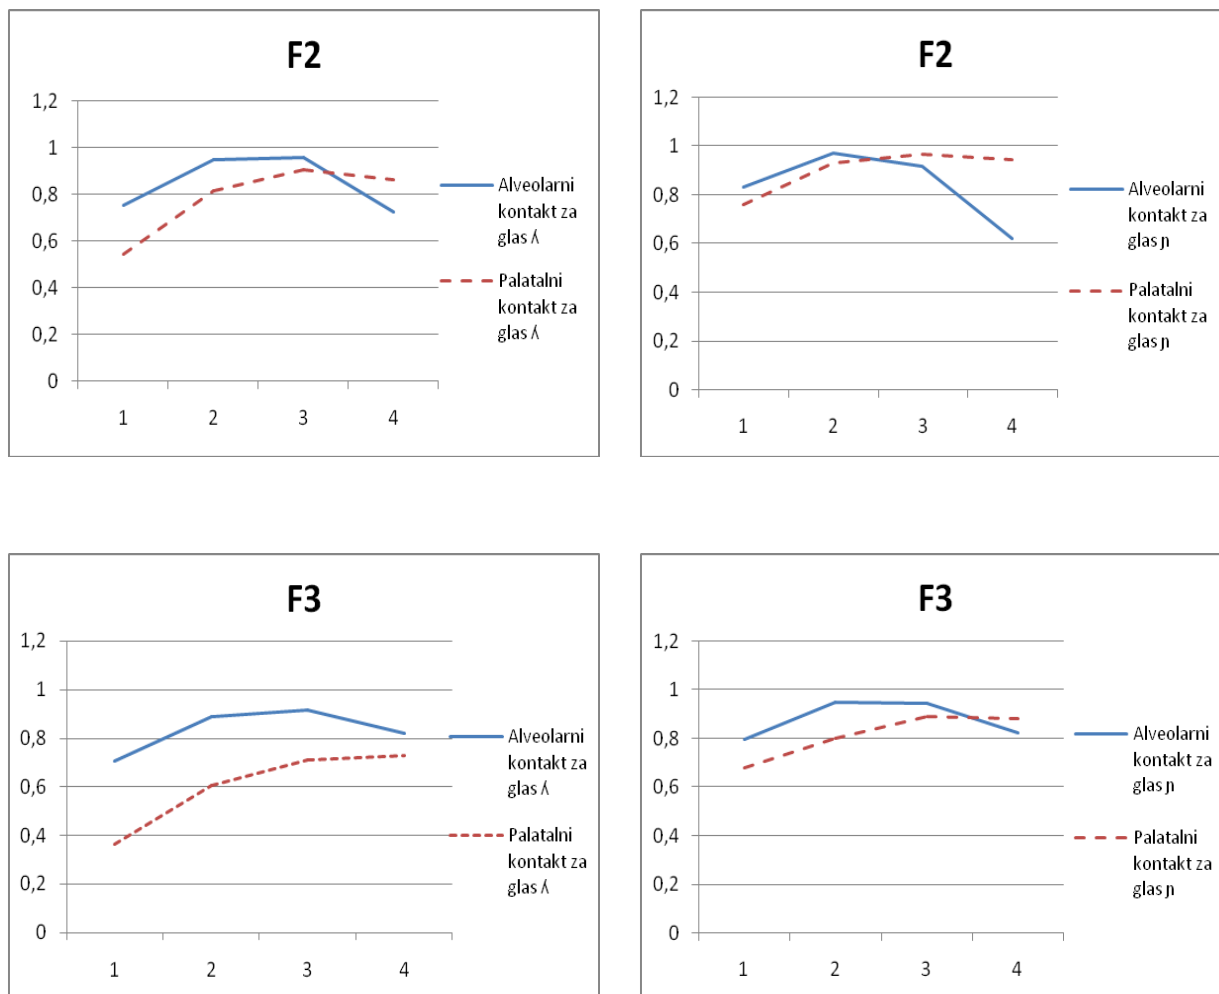 F2
1,2
1
0,8
0,6
0,4
0,2
0
1 2 3 4
Alveolarni
kontakt za
glas ʎ
Palatalni
kontakt za
glas ʎ
F2
1,2
1
0,8
0,6
0,4
0,2
0
1 2 3 4
Alveolarni
kontakt za
glas ɲ
Palatalni
kontakt za
glas ɲ
F3
1,2
1
0,8
0,6
0,4
0,2
0
1 2 3 4
Alveolarni
kontakt za
glas ʎ
Palatalni
kontakt za
glas ʎ
F3
1,2
1
0,8
0,6
0,4
0,2
0
1 2 3 4
Alveolarni
kontakt za
glas ɲ
Palatalni
kontakt za
glas ɲ